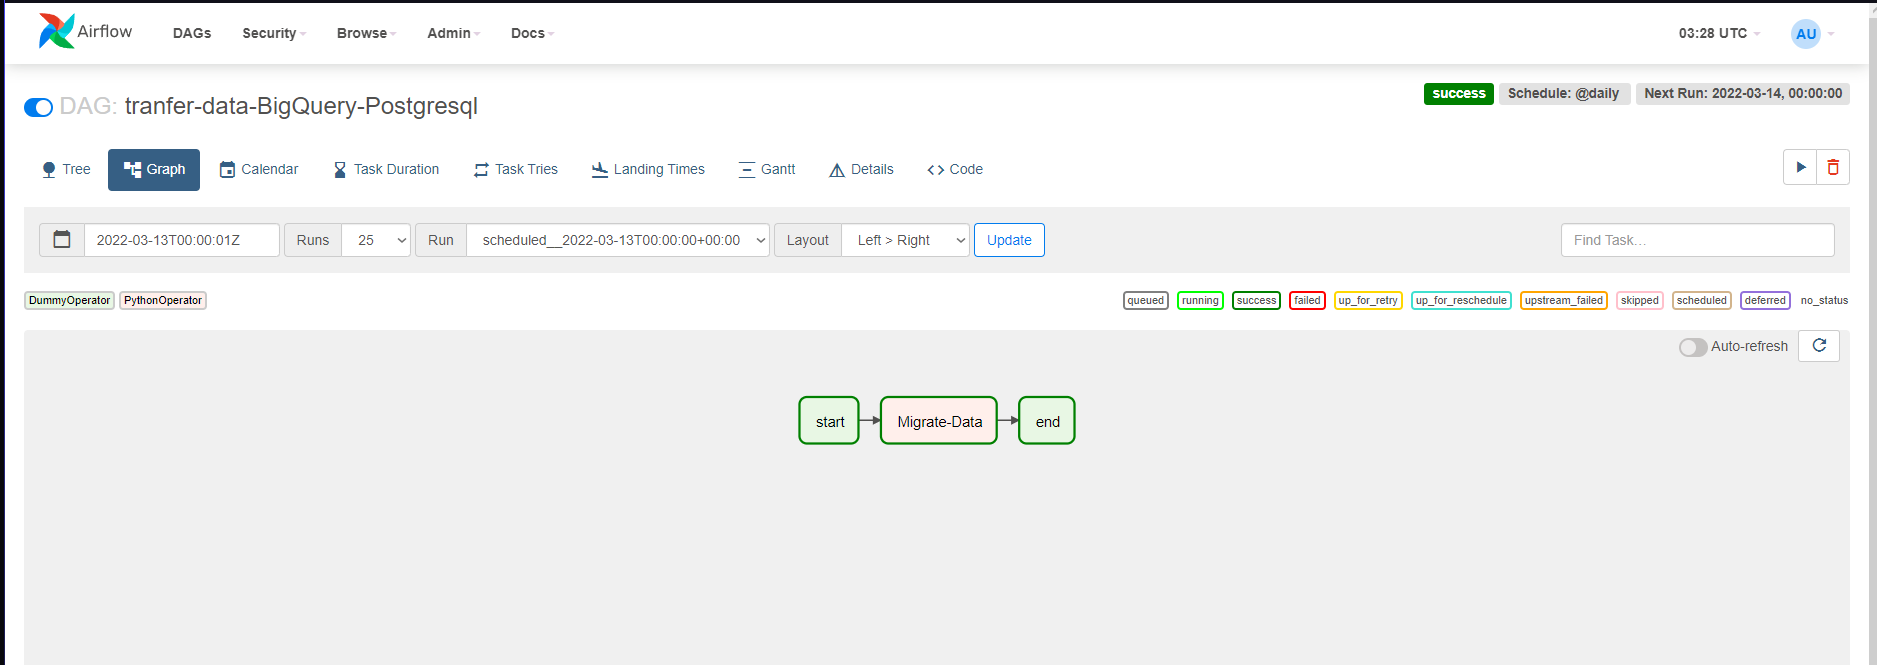 Airflow DAGs Security Browse Admin Docs 03:28 UTC AU
DAG: tranfer-data-BigQuery-Postgresql success Schedule: @daily Next Run: 2022-03-14, 00:00:00
Tree Graph Calendar Task Duration Task Tries Landing Times Gantt Details <> Code
2022-03-13T00:00:01Z Runs 25 Run scheduled__2022-03-13T00:00:00+00:00 Layout Left > Right Update Find Task...
DummyOperator PythonOperator queued running success failed up_for_retry up_for_reschedule upstream_failed skipped scheduled deferred no_status
Auto-refresh
start Migrate-Data end